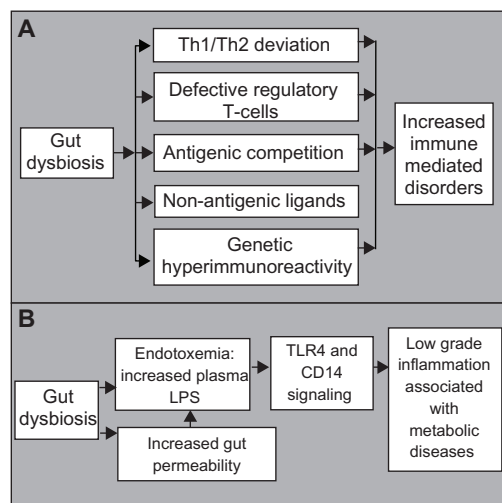 A
Th1/Th2 deviation
Defective regulatory
T-cells
Gut
dysbiosis
Antigenic competition
Non-antigenic ligands
Genetic
hyperimmunoreactivity
Increased
immune
mediated
disorders
B
Gut
dysbiosis
Endotoxemia:
increased plasma
LPS
Increased gut
permeability
TLR4 and
CD14
signaling
Low grade
inflammation
associated
with
metabolic
diseases